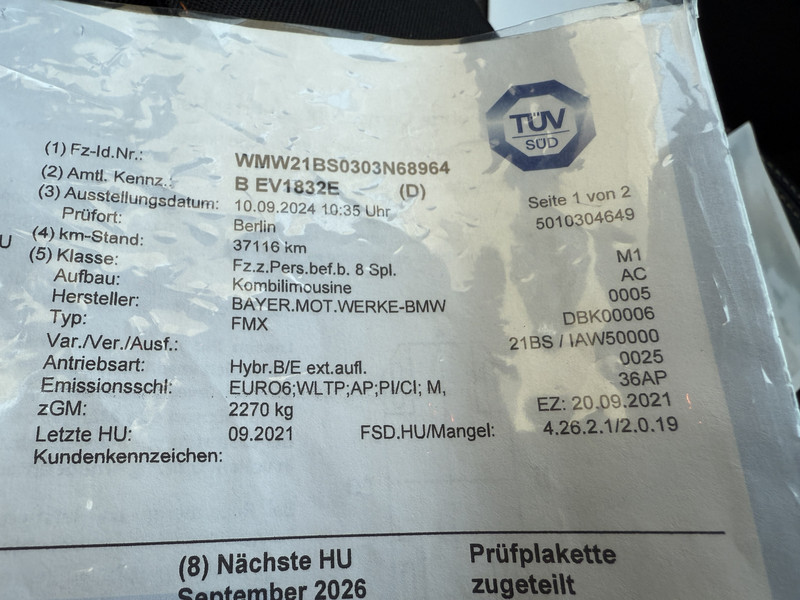 TÜV
SÜD
(1) Fz-Id.Nr.: WMW21BS0303N68964
(2) Amtl. Kennz.: B EV1832E (D)
(3) Ausstellungsdatum: 10.09.2024 10:35 Uhr Seite 1 von 2
Prüfort: Berlin 5010304649
U (4) km-Stand: 37116 km
(5) Klasse: Fz.z.Pers.bef.b. 8 Spl. M1
Aufbau: Kombilimousine AC
Hersteller: BAYER.MOT.WERKE-BMW 0005
Typ: FMX DBK00006
Var./Ver./Ausf.: 21BS / IAW50000
Antriebsart: Hybr.B/E ext.aufl. 0025
Emissionsschl: EURO6;WLTP;AP;PI/CI; M, 36AP
zGM: 2270 kg EZ: 20.09.2021
Letzte HU: 09.2021 FSD.HU/Mangel: 4.26.2.1/2.0.19
Kundenkennzeichen:
(8) Nächste HU Prüfplakette
September 2026 zugeteilt